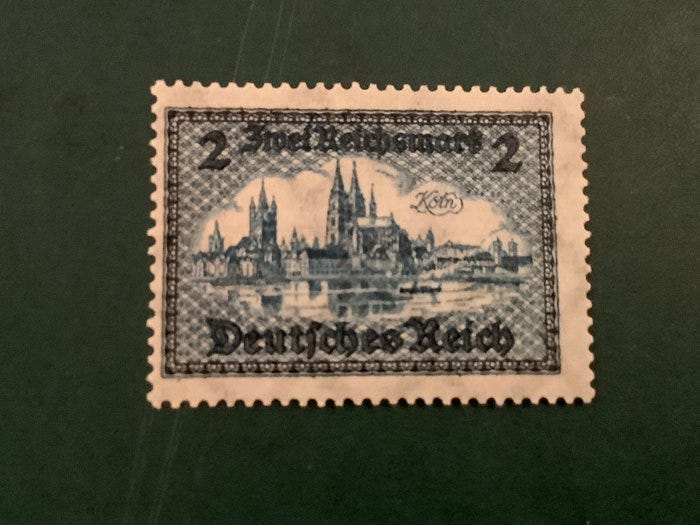 2 Zwei Reichsmark 2
Köln
Deutsches Reich